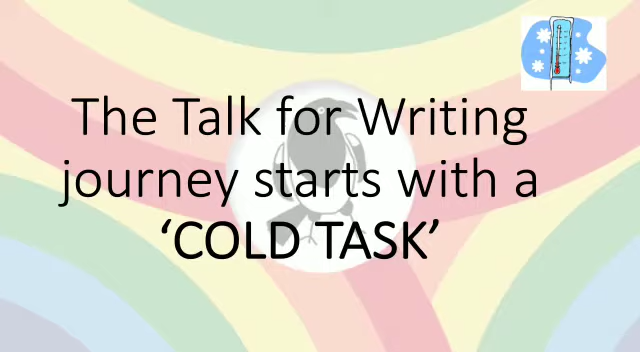 The Talk for Writing
journey starts with a
‘COLD TASK’